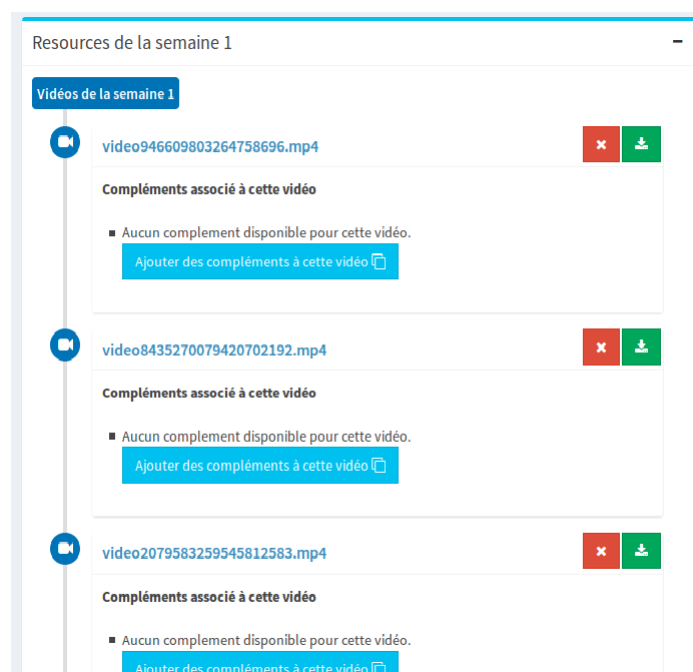 Resources de la semaine 1
Vidéos de la semaine 1
video946609803264758696.mp4
Compléments associé à cette vidéo
Aucun complement disponible pour cette vidéo.
Ajouter des compléments à cette vidéo
video8435270079420702192.mp4
Compléments associé à cette vidéo
Aucun complement disponible pour cette vidéo.
Ajouter des compléments à cette vidéo
video2079583259545812583.mp4
Compléments associé à cette vidéo
Aucun complement disponible pour cette vidéo.
Ajouter des compléments à cette vidéo